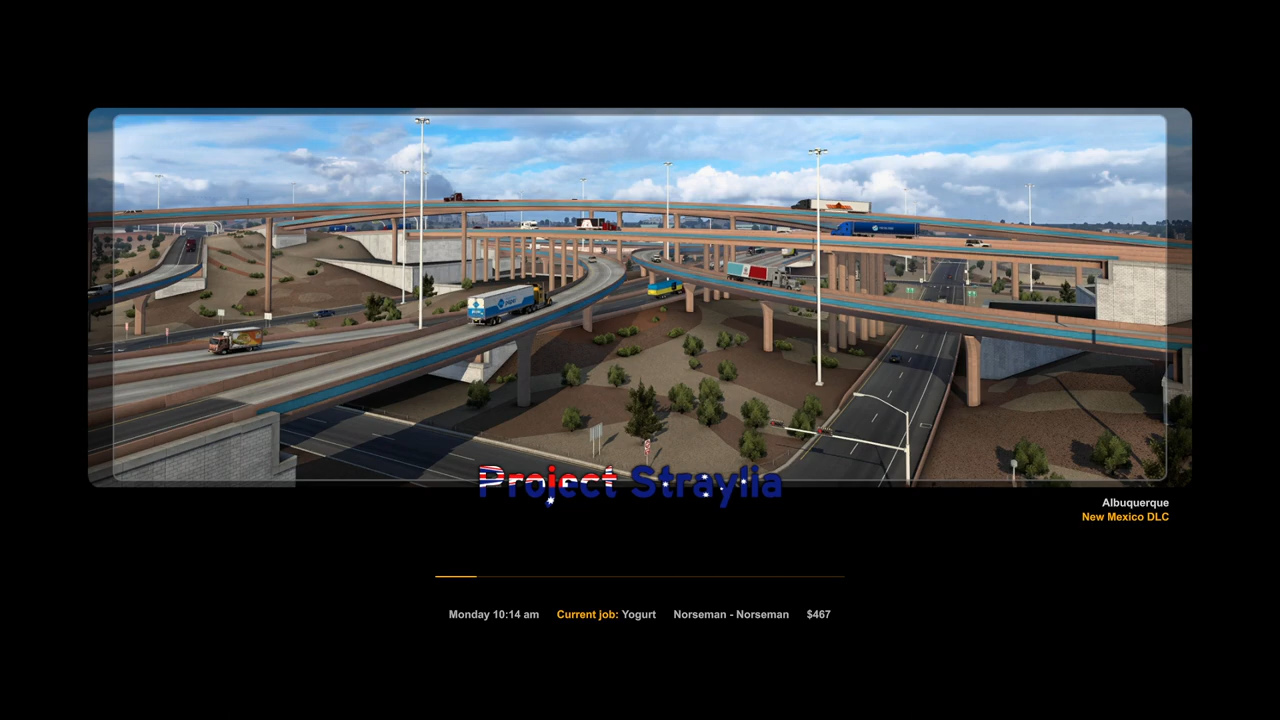 Project Straylia
Albuquerque
New Mexico DLC
Monday 10:14 am Current job: Yogurt Norseman - Norseman $467